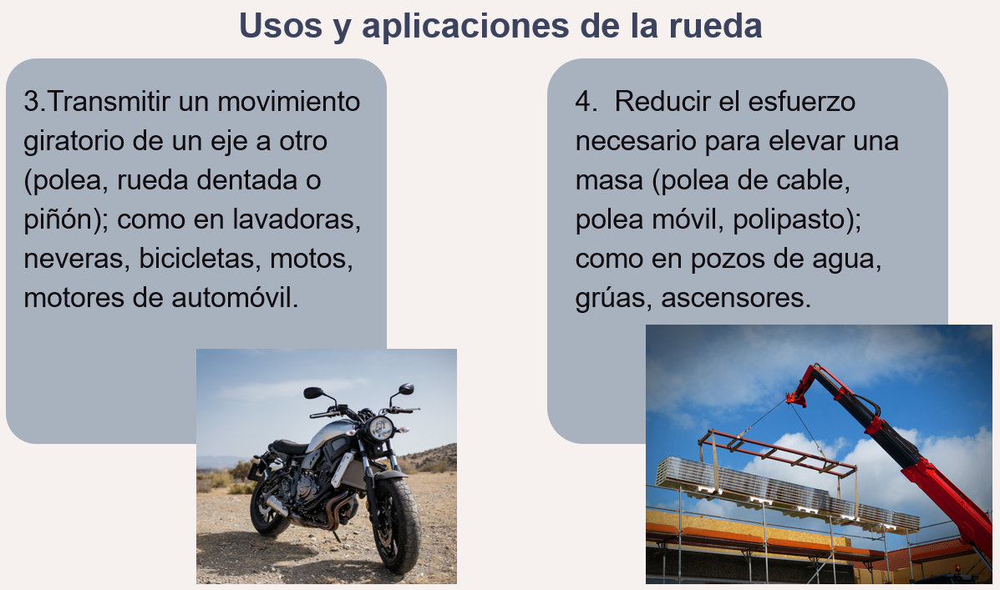 Usos y aplicaciones de la rueda
3.Transmitir un movimiento
giratorio de un eje a otro
(polea, rueda dentada o
piñón); como en lavadoras,
neveras, bicicletas, motos,
motores de automóvil.
4.  Reducir el esfuerzo
necesario para elevar una
masa (polea de cable,
polea móvil, polipasto);
como en pozos de agua,
grúas, ascensores.